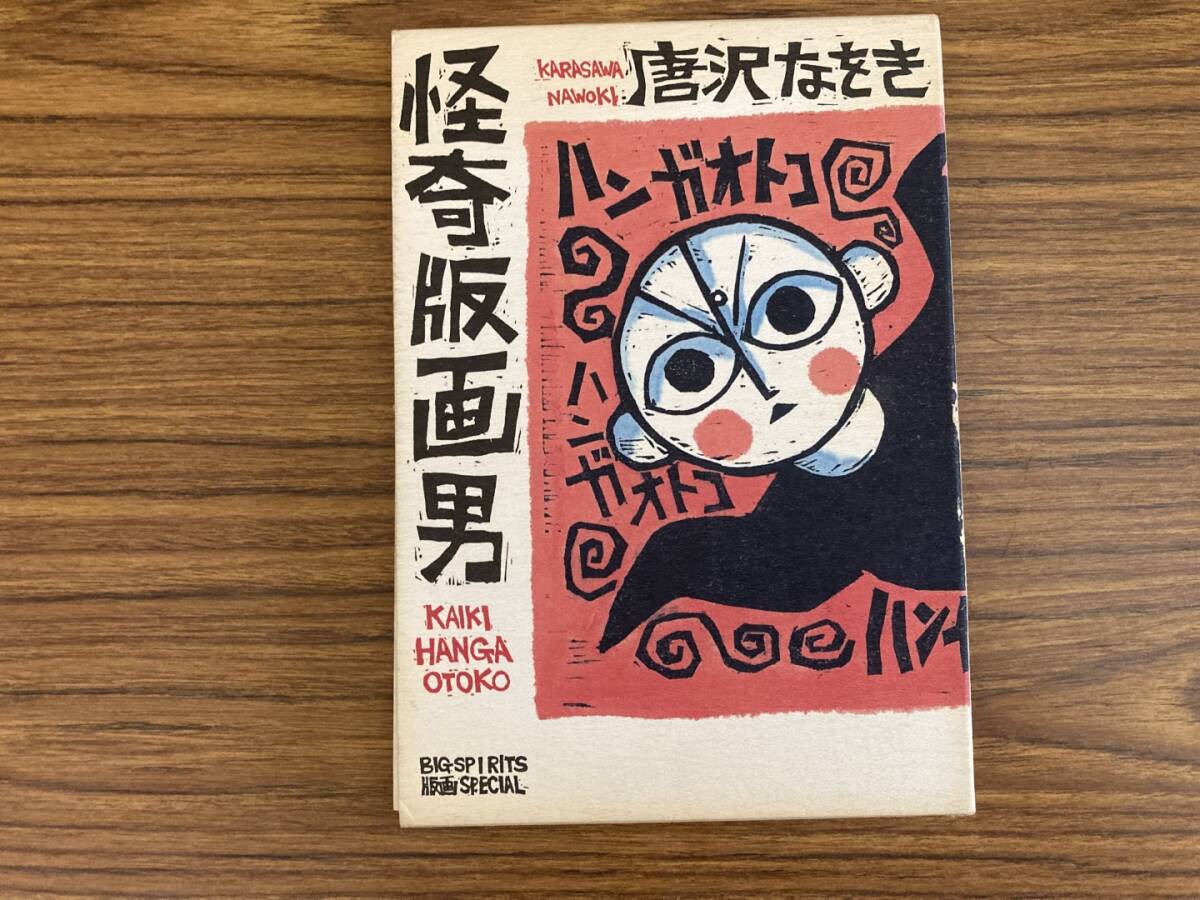 怪奇版画男
KARASAWA
NAWOKI
唐沢なをき
ハンガオトコ
ハンガオトコ
ハン
KAIKI
HANGA
OTOKO
BIG SPIRITS
版画SPECIAL